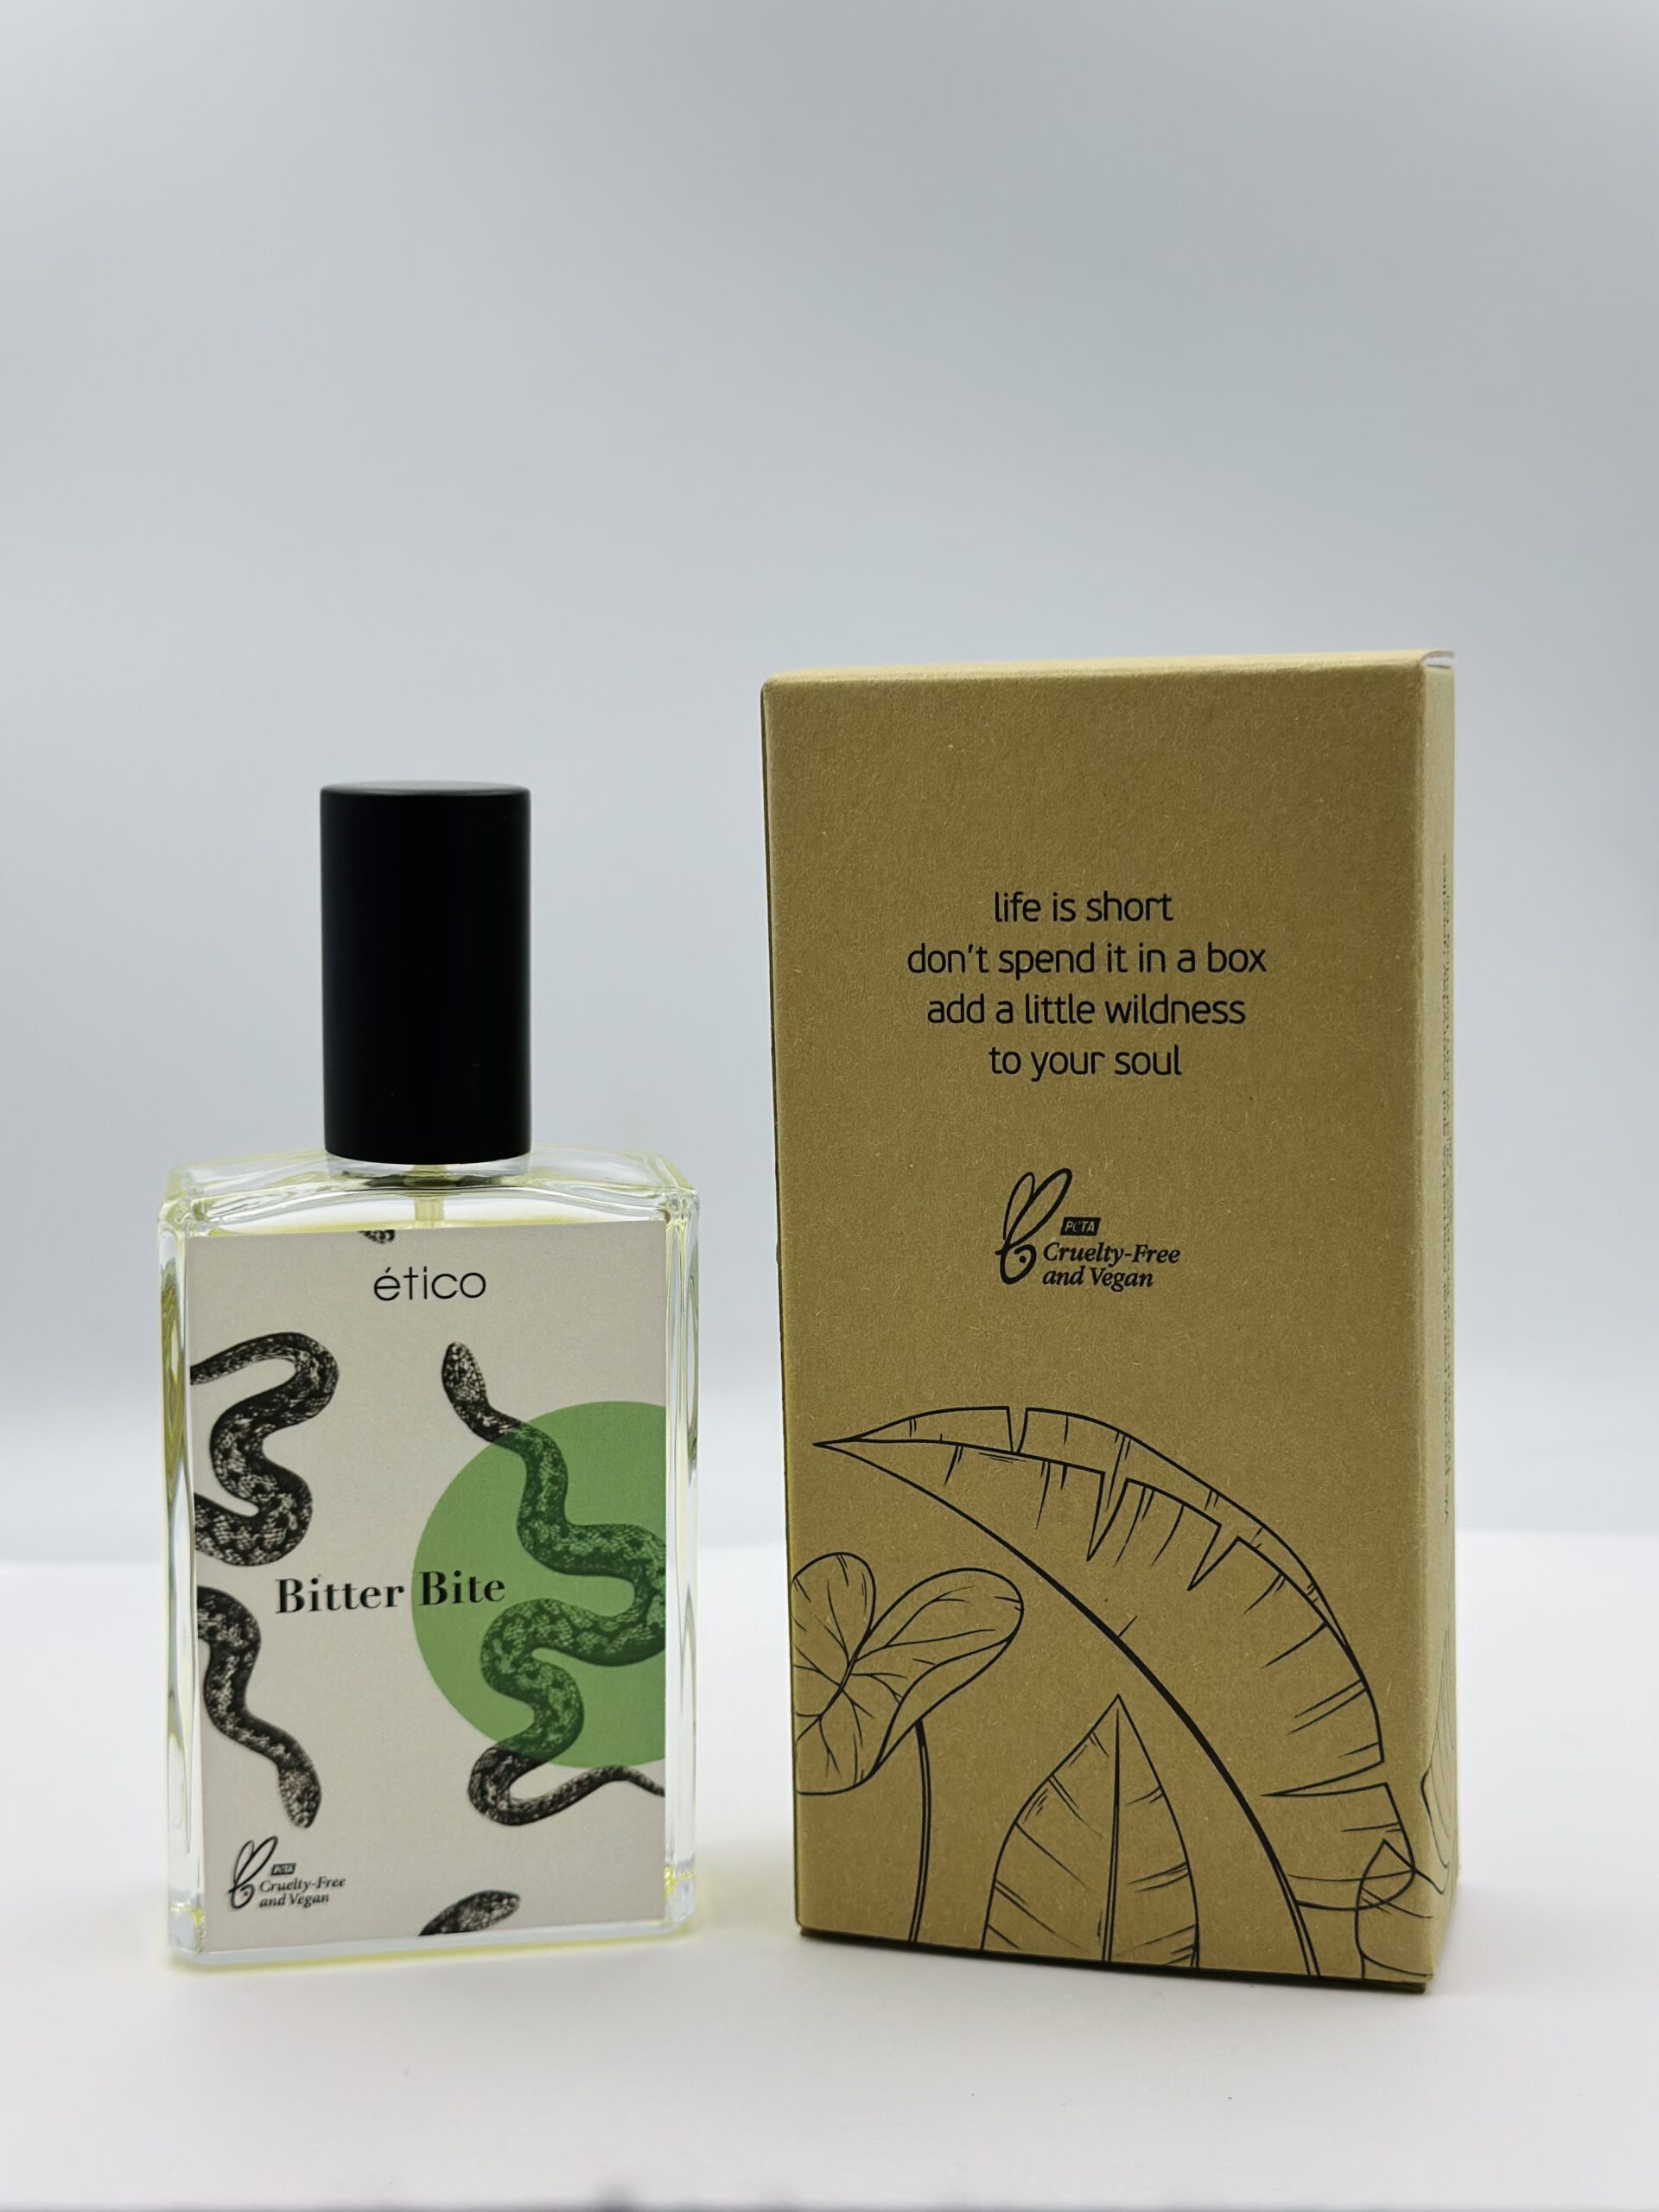 ético
Bitter Bite
PETA
Cruelty-Free
and Vegan
life is short
don't spend it in a box
add a little wildness
to your soul
PETA
Cruelty-Free
and Vegan